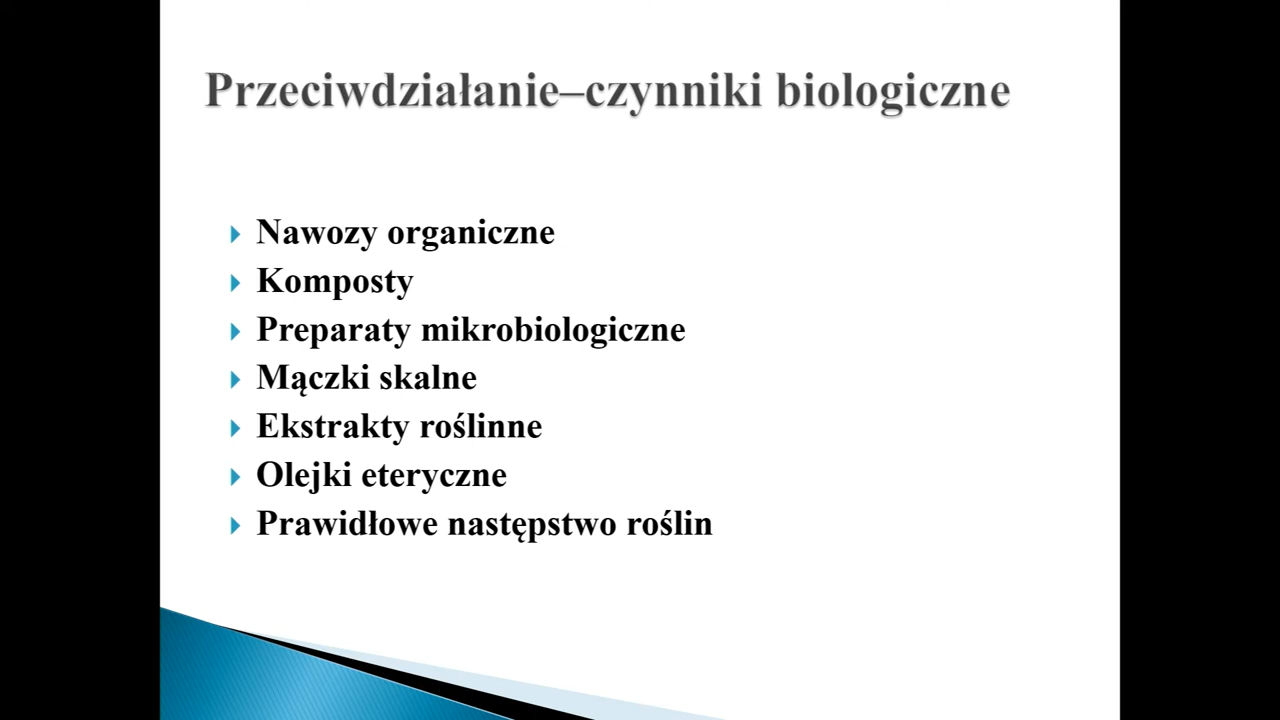 Przeciwdziałanie–czynniki biologiczne
Nawozy organiczne
Komposty
Preparaty mikrobiologiczne
Mączki skalne
Ekstrakty roślinne
Olejki eteryczne
Prawidłowe następstwo roślin